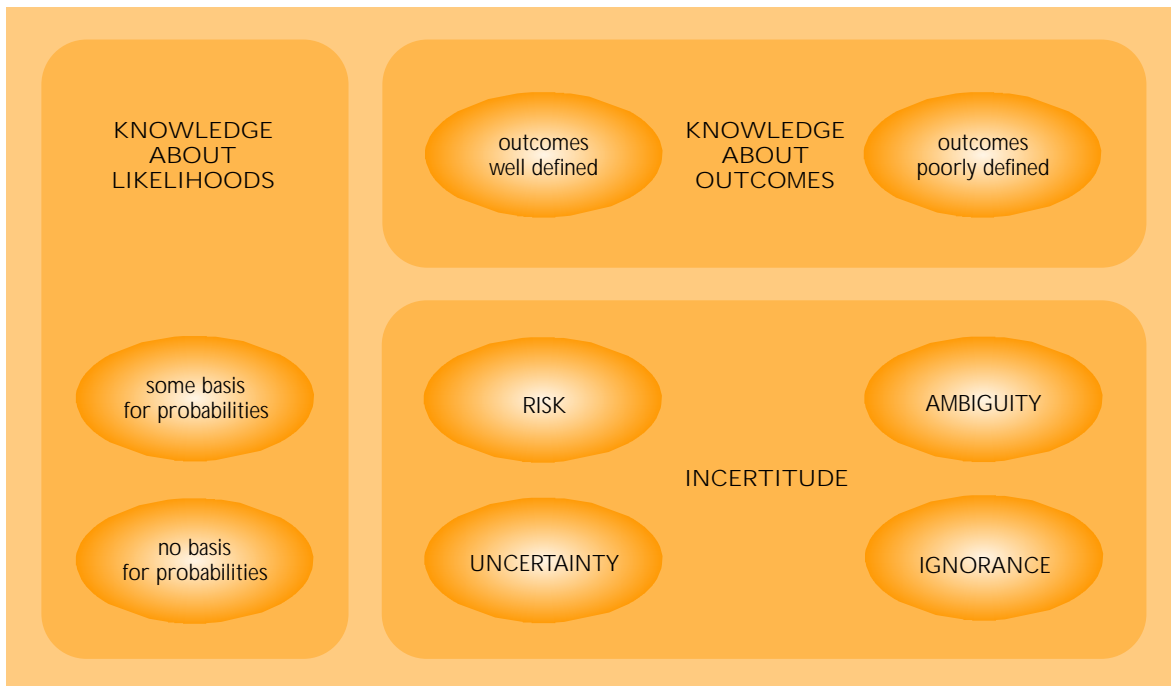 KNOWLEDGE
ABOUT
LIKELIHOODS
outcomes
well defined
KNOWLEDGE
ABOUT
OUTCOMES
outcomes
poorly defined
some basis
for probabilities
RISK
AMBIGUITY
INCERTITUDE
no basis
for probabilities
UNCERTAINTY
IGNORANCE